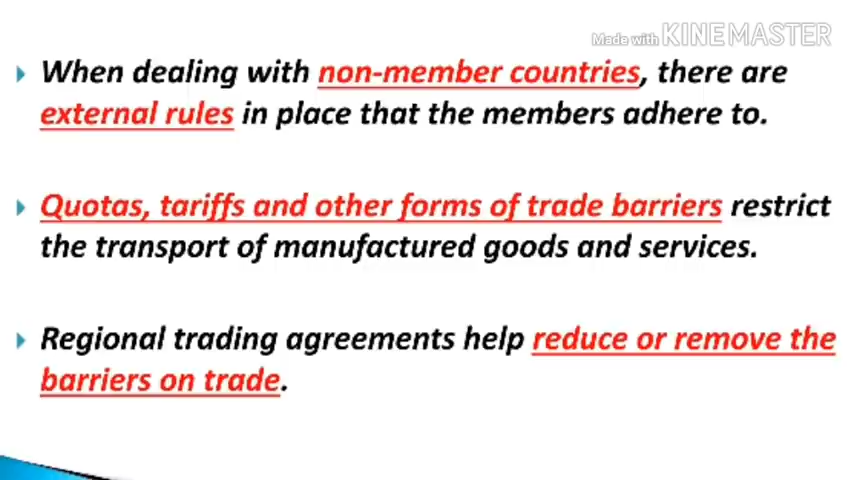 Made with KINEMASTER
When dealing with non-member countries, there are
external rules in place that the members adhere to.
Quotas, tariffs and other forms of trade barriers restrict
the transport of manufactured goods and services.
Regional trading agreements help reduce or remove the
barriers on trade.